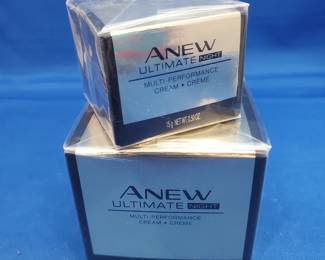 ANEW
ULTIMATE NIGHT
MULTI-PERFORMANCE
CREAM • CRÈME
15 g NET WT. 0.50 OZ
ANEW
ULTIMATE NIGHT
MULTI-PERFORMANCE
CREAM • CRÈME